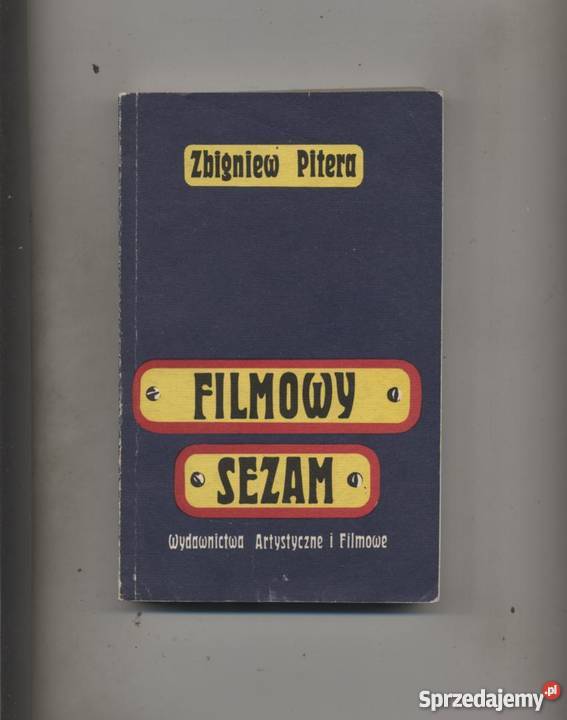 Zbigniew Pitera
FILMOWY
SEZAM
Wydawnictwa Artystyczne i Filmowe
Sprzedajemy.pl